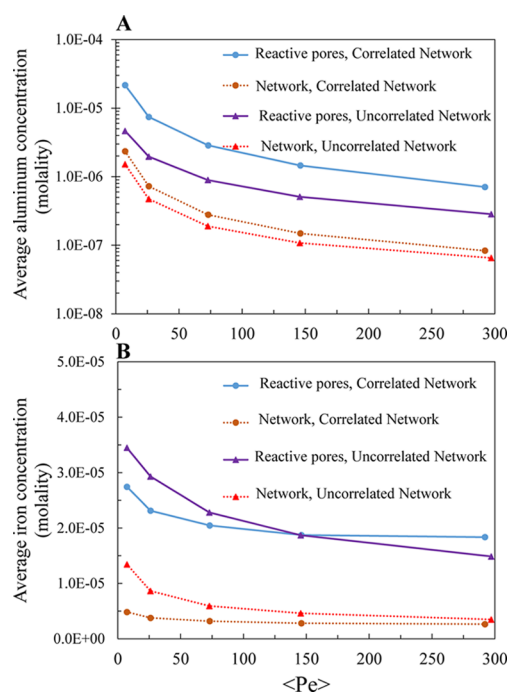 A
1.0E-04
1.0E-05
1.0E-06
1.0E-07
1.0E-08
Average aluminum concentration
(molality)
Reactive pores, Correlated Network
Network, Correlated Network
Reactive pores, Uncorrelated Network
Network, Uncorrelated Network
0 50 100 150 200 250 300
B
5.0E-05
4.0E-05
3.0E-05
2.0E-05
1.0E-05
0.0E+00
Average iron concentration
(molality)
Reactive pores, Correlated Network
Network, Correlated Network
Reactive pores, Uncorrelated Network
Network, Uncorrelated Network
0 50 100 150 200 250 300
<Pe>